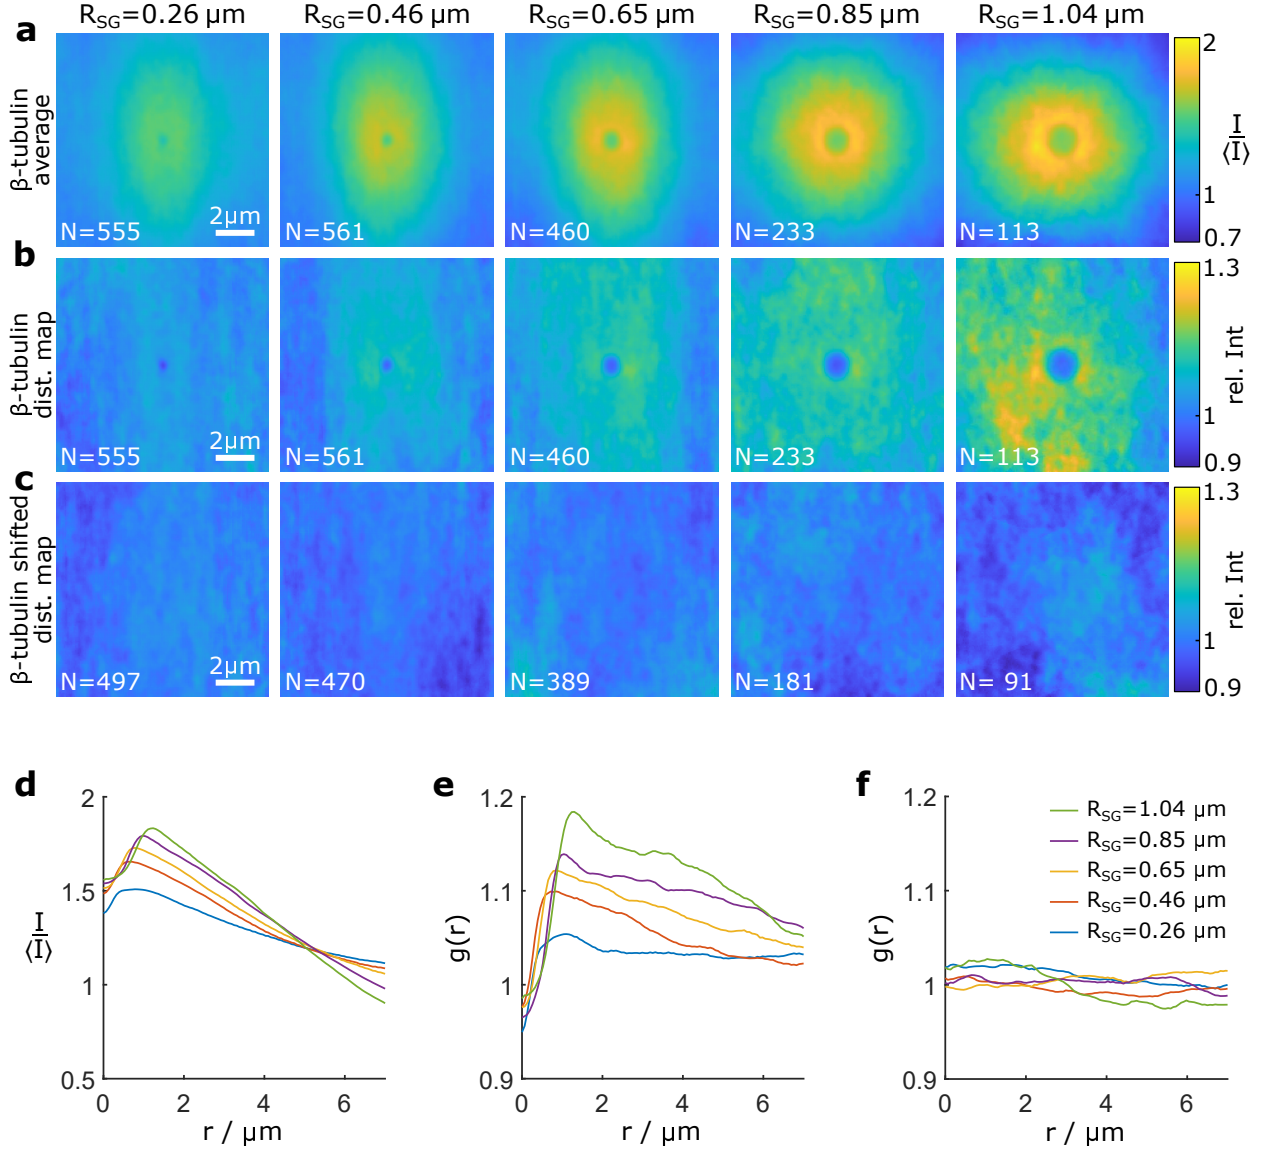 R_SG=0.26 µm R_SG=0.46 µm R_SG=0.65 µm R_SG=0.85 µm R_SG=1.04 µm
a
β-tubulin
average
N=555 2µm N=561 N=460 N=233 N=113
2
1
0.7
I
⟨I⟩
b
β-tubulin
dist. map
N=555 2µm N=561 N=460 N=233 N=113
1.3
1
0.9
rel. Int
c
β-tubulin shifted
dist. map
N=497 2µm N=470 N=389 N=181 N= 91
1.3
1
0.9
rel. Int
d
2
1.5
1
0.5
I
⟨I⟩
0 2 4 6
r / µm
e
1.2
1.1
1
0.9
g(r)
0 2 4 6
r / µm
f
1.2
1.1
1
0.9
g(r)
0 2 4 6
r / µm
R_SG=1.04 µm
R_SG=0.85 µm
R_SG=0.65 µm
R_SG=0.46 µm
R_SG=0.26 µm